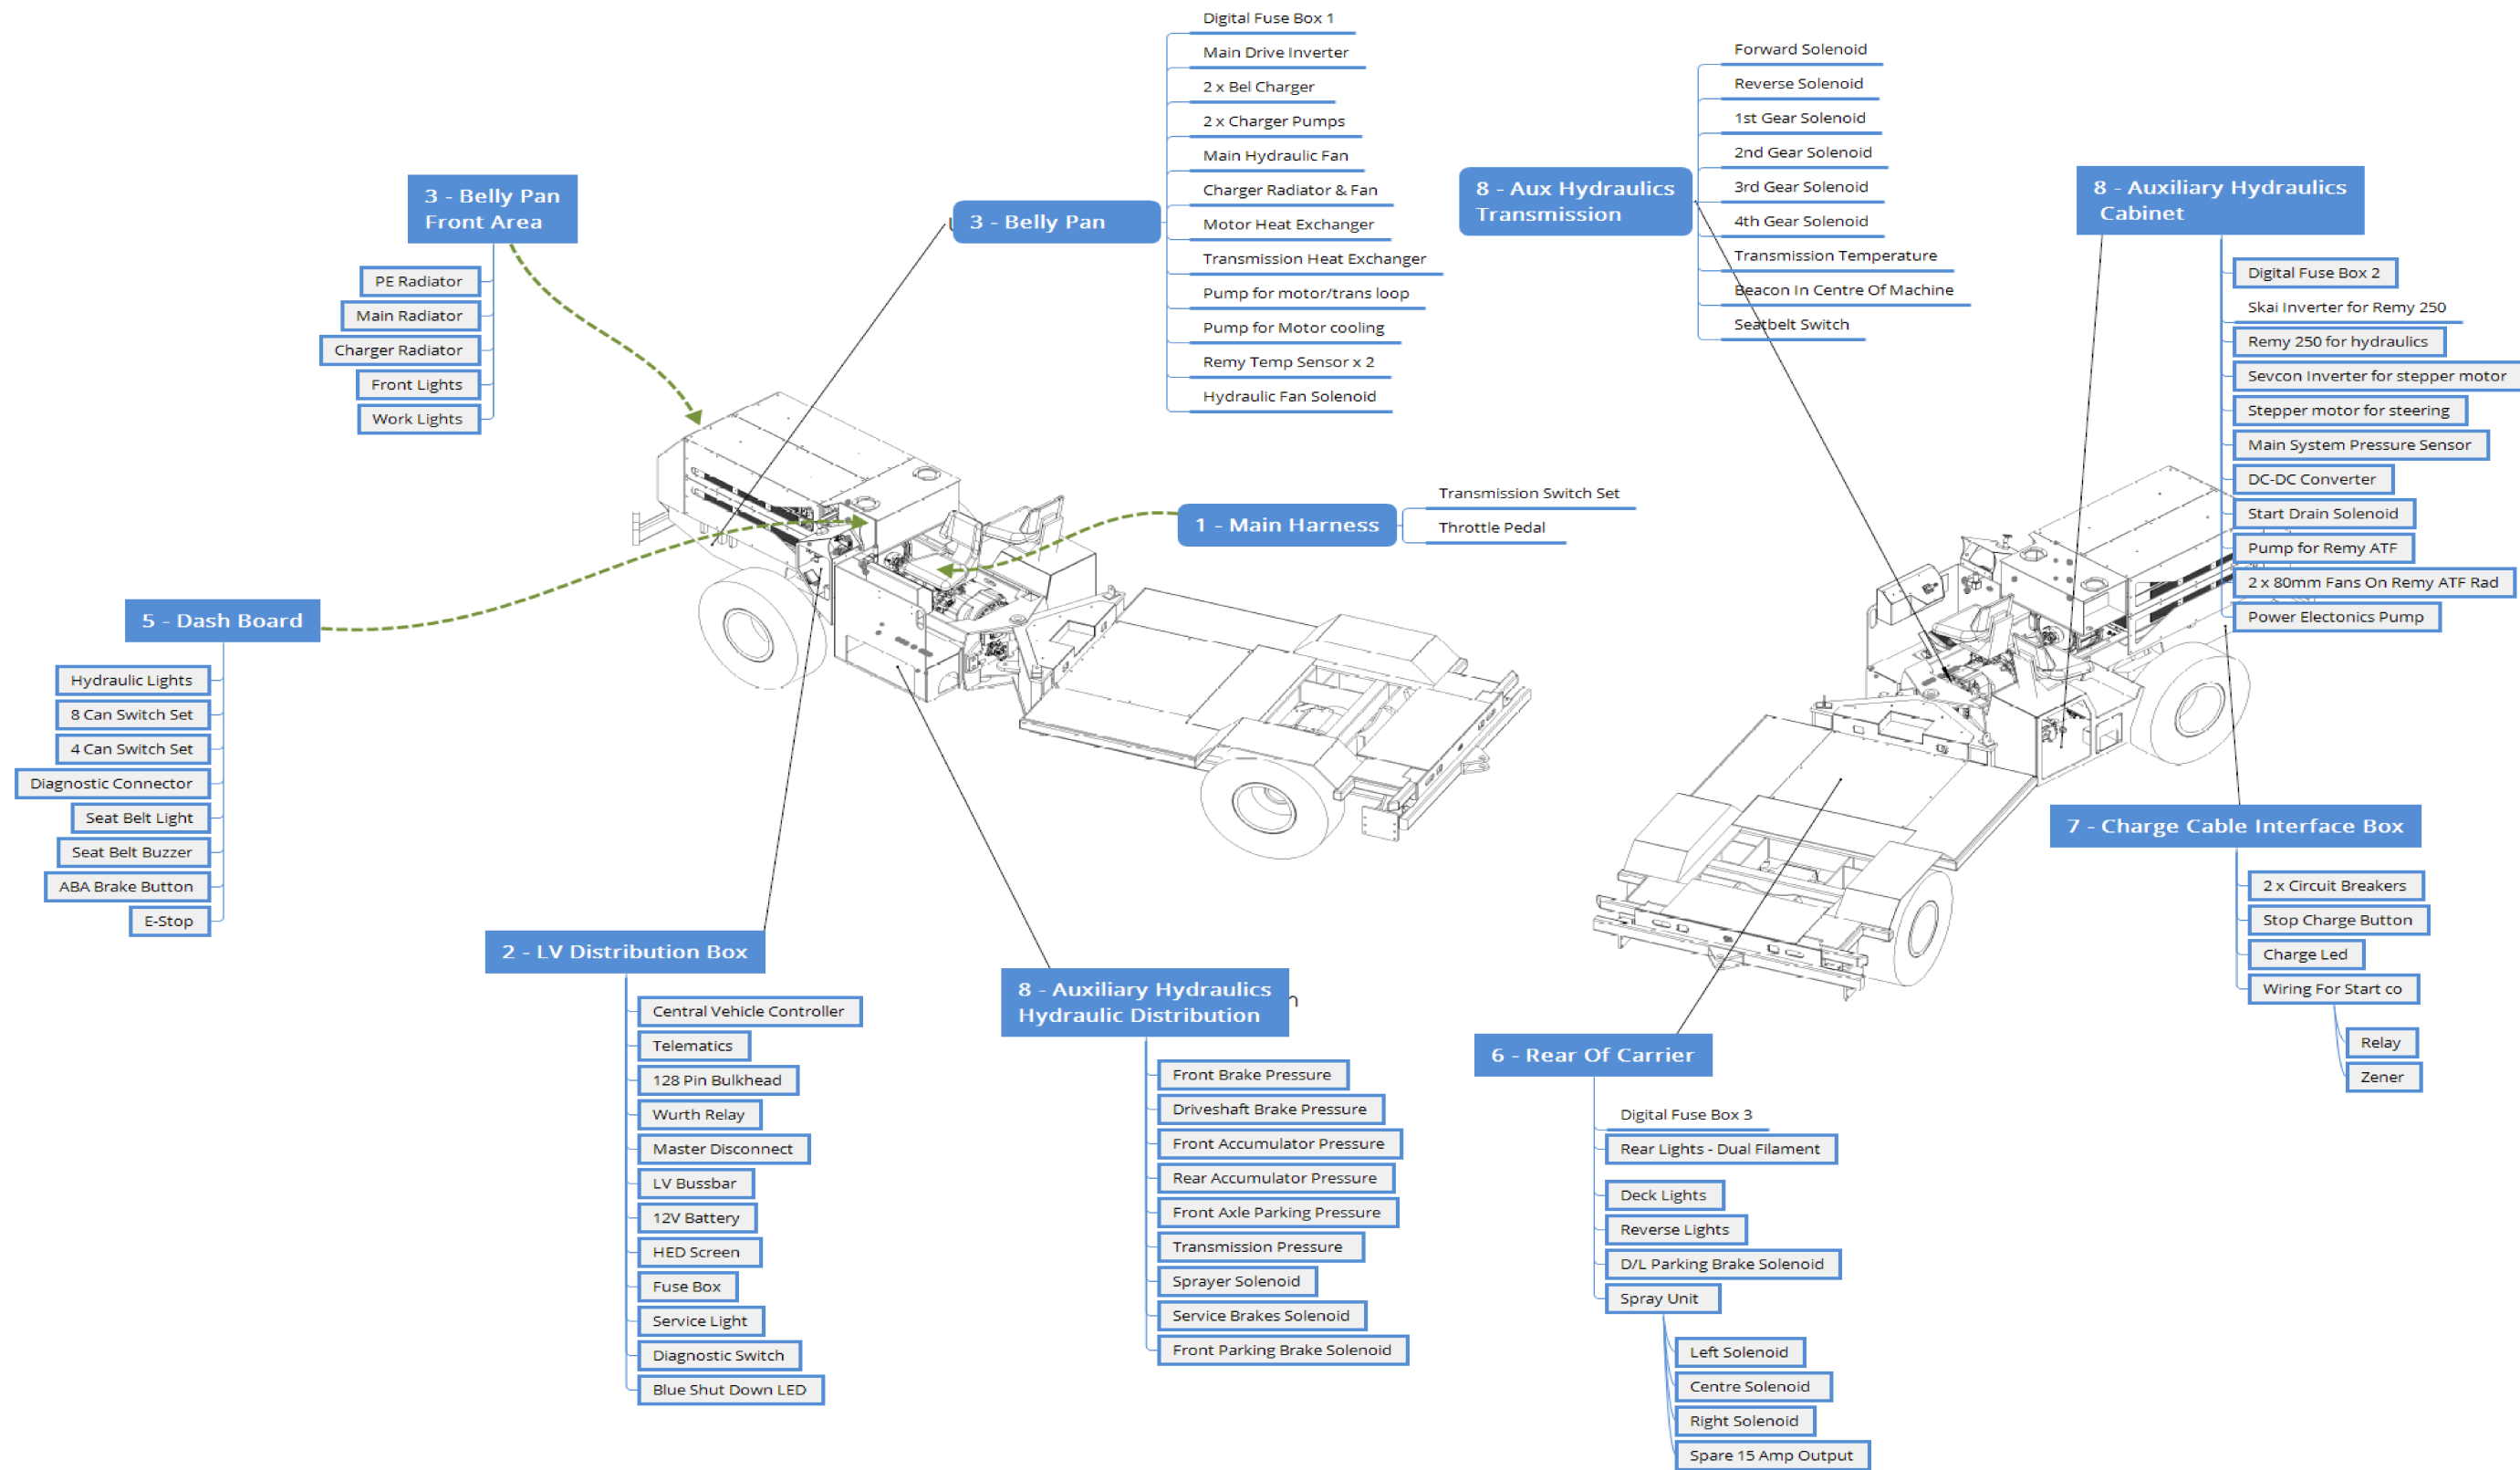 3 - Belly Pan
Front Area
PE Radiator
Main Radiator
Charger Radiator
Front Lights
Work Lights
3 - Belly Pan
Digital Fuse Box 1
Main Drive Inverter
2 x Bel Charger
2 x Charger Pumps
Main Hydraulic Fan
Charger Radiator & Fan
Motor Heat Exchanger
Transmission Heat Exchanger
Pump for motor/trans loop
Pump for Motor cooling
Remy Temp Sensor x 2
Hydraulic Fan Solenoid
8 - Aux Hydraulics
Transmission
Forward Solenoid
Reverse Solenoid
1st Gear Solenoid
2nd Gear Solenoid
3rd Gear Solenoid
4th Gear Solenoid
Transmission Temperature
Beacon In Centre Of Machine
Seatbelt Switch
8 - Auxiliary Hydraulics
Cabinet
Digital Fuse Box 2
Skai Inverter for Remy 250
Remy 250 for hydraulics
Sevcon Inverter for stepper motor
Stepper motor for steering
Main System Pressure Sensor
DC-DC Converter
Start Drain Solenoid
Pump for Remy ATF
2 x 80mm Fans On Remy ATF Rad
Power Electonics Pump
1 - Main Harness
Transmission Switch Set
Throttle Pedal
5 - Dash Board
Hydraulic Lights
8 Can Switch Set
4 Can Switch Set
Diagnostic Connector
Seat Belt Light
Seat Belt Buzzer
ABA Brake Button
E-Stop
2 - LV Distribution Box
Central Vehicle Controller
Telematics
128 Pin Bulkhead
Wurth Relay
Master Disconnect
LV Bussbar
12V Battery
HED Screen
Fuse Box
Service Light
Diagnostic Switch
Blue Shut Down LED
8 - Auxiliary Hydraulics
Hydraulic Distribution
n
Front Brake Pressure
Driveshaft Brake Pressure
Front Accumulator Pressure
Rear Accumulator Pressure
Front Axle Parking Pressure
Transmission Pressure
Sprayer Solenoid
Service Brakes Solenoid
Front Parking Brake Solenoid
6 - Rear Of Carrier
Digital Fuse Box 3
Rear Lights - Dual Filament
Deck Lights
Reverse Lights
D/L Parking Brake Solenoid
Spray Unit
Left Solenoid
Centre Solenoid
Right Solenoid
Spare 15 Amp Output
7 - Charge Cable Interface Box
2 x Circuit Breakers
Stop Charge Button
Charge Led
Wiring For Start co
Relay
Zener